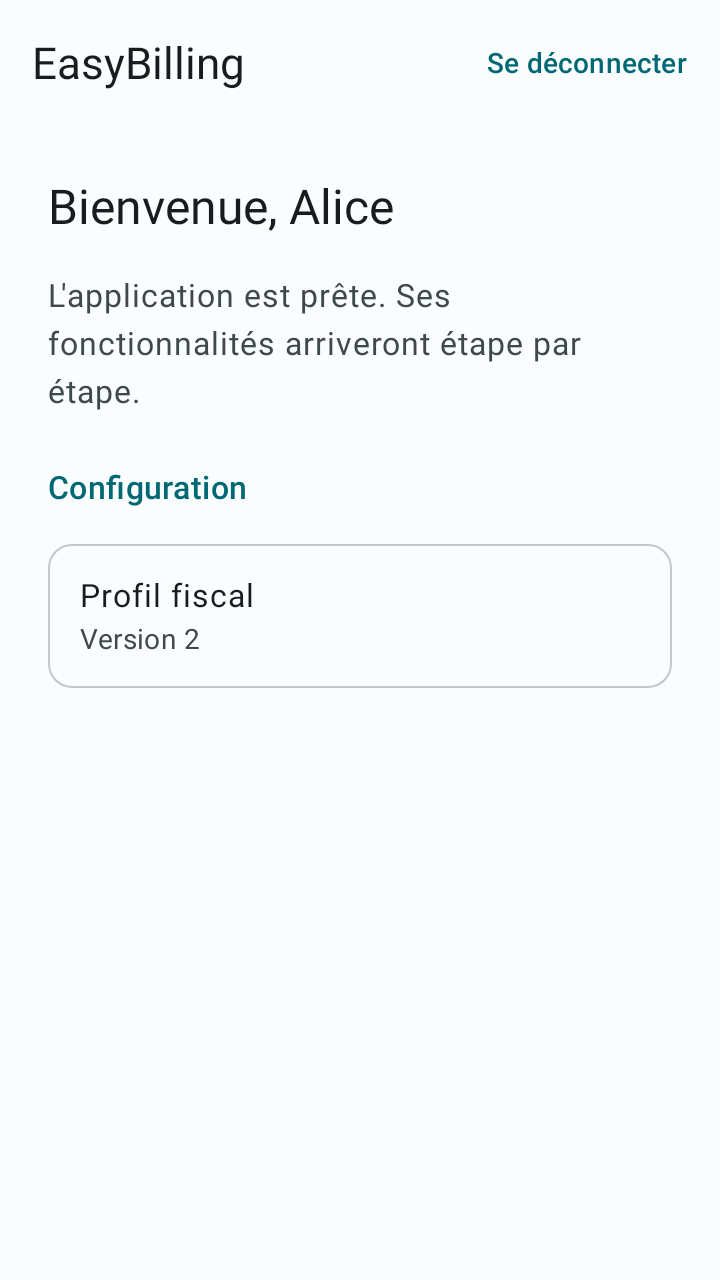 EasyBilling
Se déconnecter
Bienvenue, Alice
L'application est prête. Ses
fonctionnalités arriveront étape par
étape.
Configuration
Profil fiscal
Version 2